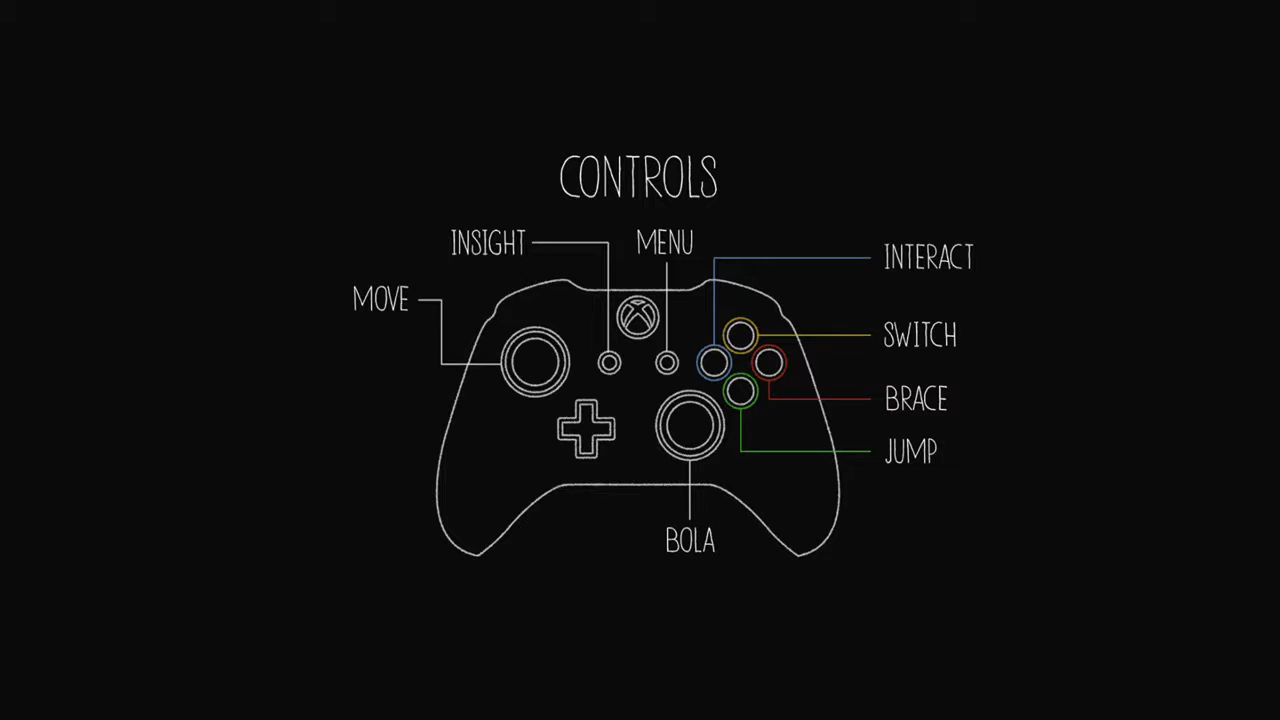 CONTROLS
INSIGHT
MENU
INTERACT
MOVE
SWITCH
BRACE
JUMP
BOLA